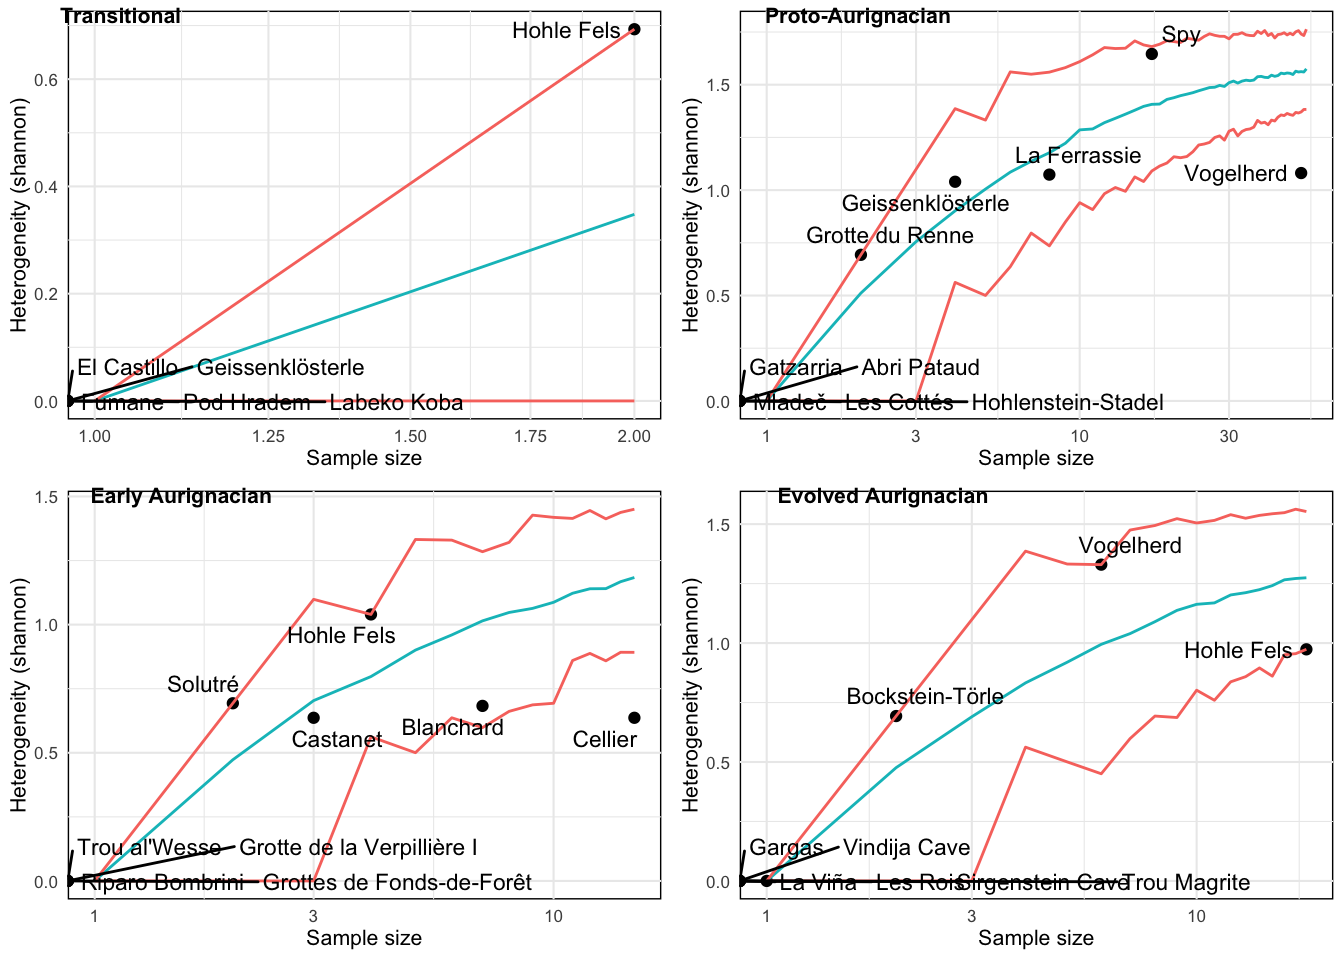 Transitional
Heterogeneity (shannon)
0.6
0.4
0.2
0.0
Hohle Fels
El Castillo
Geissenklösterle
Fumane
Pod Hradem
Labeko Koba
1.00
1.25
1.50
1.75
2.00
Sample size
Proto-Aurignacian
Heterogeneity (shannon)
1.5
1.0
0.5
0.0
Spy
La Ferrassie
Vogelherd
Geissenklösterle
Grotte du Renne
Gatzarria
Abri Pataud
Mladeč
Les Cottés
Hohlenstein-Stadel
1
3
10
30
Sample size
Early Aurignacian
Heterogeneity (shannon)
1.5
1.0
0.5
0.0
Hohle Fels
Solutré
Castanet
Blanchard
Cellier
Trou al'Wesse
Grotte de la Verpillière I
Riparo Bombrini
Grottes de Fonds-de-Forêt
1
3
10
Sample size
Evolved Aurignacian
Heterogeneity (shannon)
1.5
1.0
0.5
0.0
Vogelherd
Hohle Fels
Bockstein-Törle
Gargas
Vindija Cave
La Viña
Les Rois
Sirgenstein Cave
Trou Magrite
1
3
10
Sample size